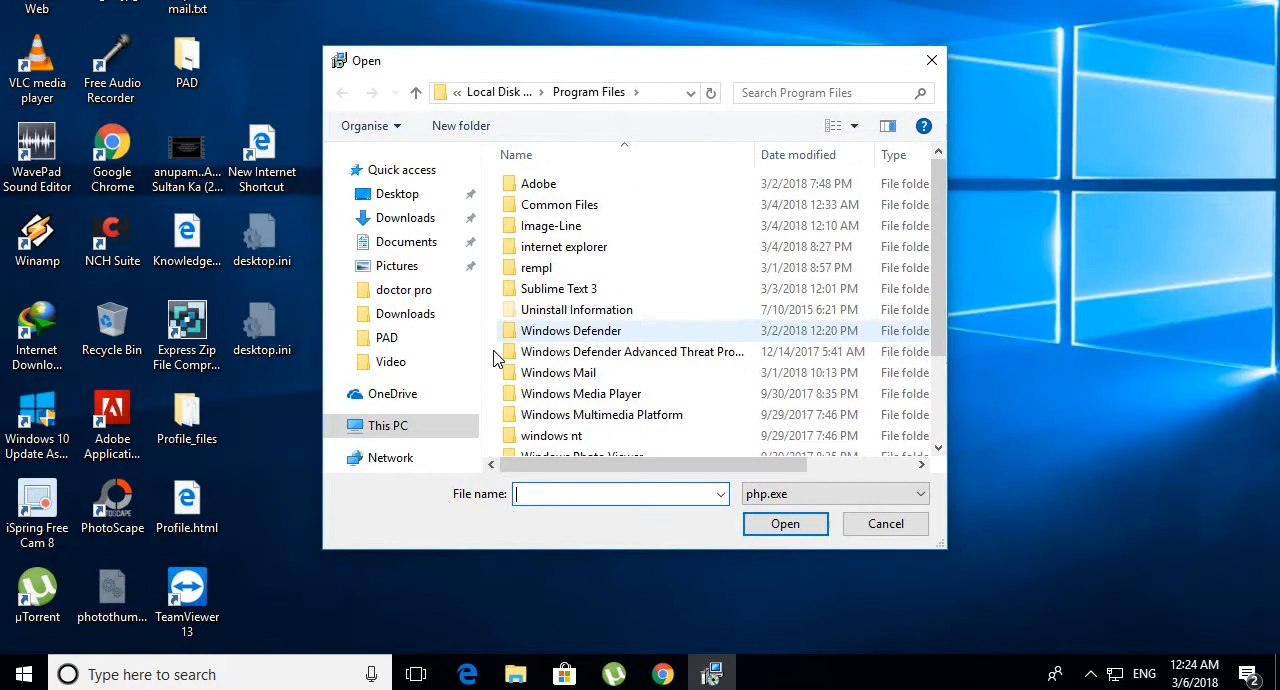 Web
mail.txt
VLC media
player
Free Audio
Recorder
PAD
WavePad
Sound Editor
Google
Chrome
anupam..A...
Sultan Ka (2...
New Internet
Shortcut
Winamp
NCH Suite
Knowledge...
desktop.ini
Internet
Downlo...
Recycle Bin
Express Zip
File Compr...
desktop.ini
Windows 10
Update As...
Adobe
Applicati...
Profile_files
iSpring Free
Cam 8
PhotoScape
Profile.html
µTorrent
photothum...
TeamViewer
13
Open
« Local Disk ... › Program Files ›
Search Program Files
Organise
New folder
Quick access
Desktop
Downloads
Documents
Pictures
doctor pro
Downloads
PAD
Video
OneDrive
This PC
Network
Name Date modified Type
Adobe 3/2/2018 7:48 PM File folde
Common Files 3/4/2018 12:33 AM File folde
Image-Line 3/4/2018 12:10 AM File folde
internet explorer 3/4/2018 8:27 PM File folde
rempl 3/1/2018 8:57 PM File folde
Sublime Text 3 3/3/2018 12:01 PM File folde
Uninstall Information 7/10/2015 6:21 PM File folde
Windows Defender 3/2/2018 12:20 PM File folde
Windows Defender Advanced Threat Pro... 12/14/2017 5:41 AM File folde
Windows Mail 3/1/2018 10:13 PM File folde
Windows Media Player 9/30/2017 8:35 PM File folde
Windows Multimedia Platform 9/29/2017 7:46 PM File folde
windows nt 9/29/2017 7:46 PM File folde
Windows Photo Viewer 9/30/2017 8:35 PM File folde
File name:
php.exe
Open
Cancel
Type here to search
ENG
12:24 AM
3/6/2018
2